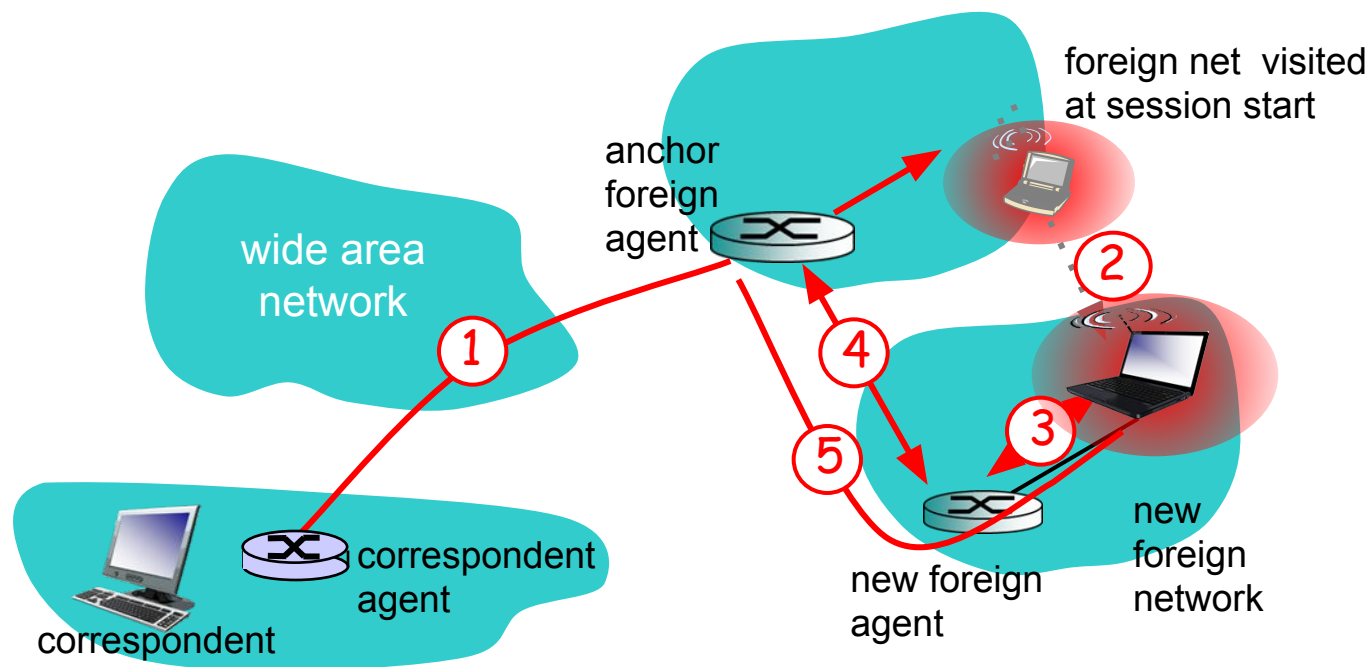 foreign net visited
at session start
anchor
foreign
agent
wide area
network
1
2
4
3
5
correspondent
agent
correspondent
new foreign
agent
new
foreign
network